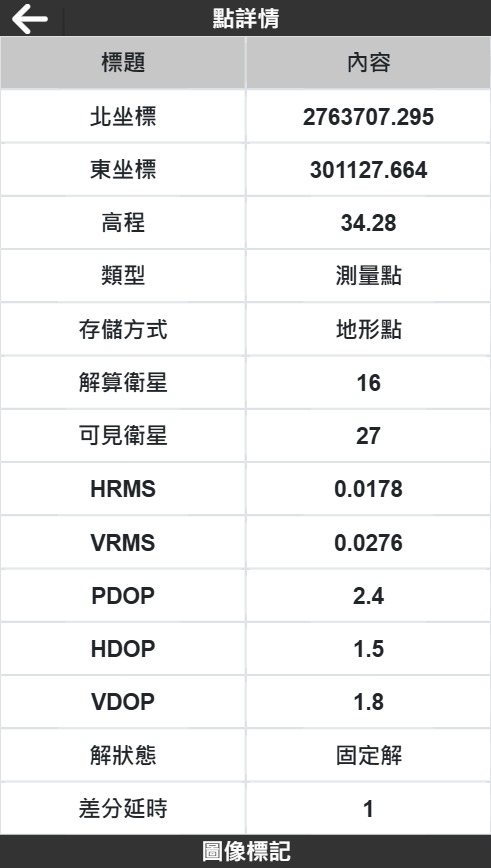 點詳情
標題 內容
北坐標 2763707.295
東坐標 301127.664
高程 34.28
類型 測量點
存儲方式 地形點
解算衛星 16
可見衛星 27
HRMS 0.0178
VRMS 0.0276
PDOP 2.4
HDOP 1.5
VDOP 1.8
解狀態 固定解
差分延時 1
圖像標記